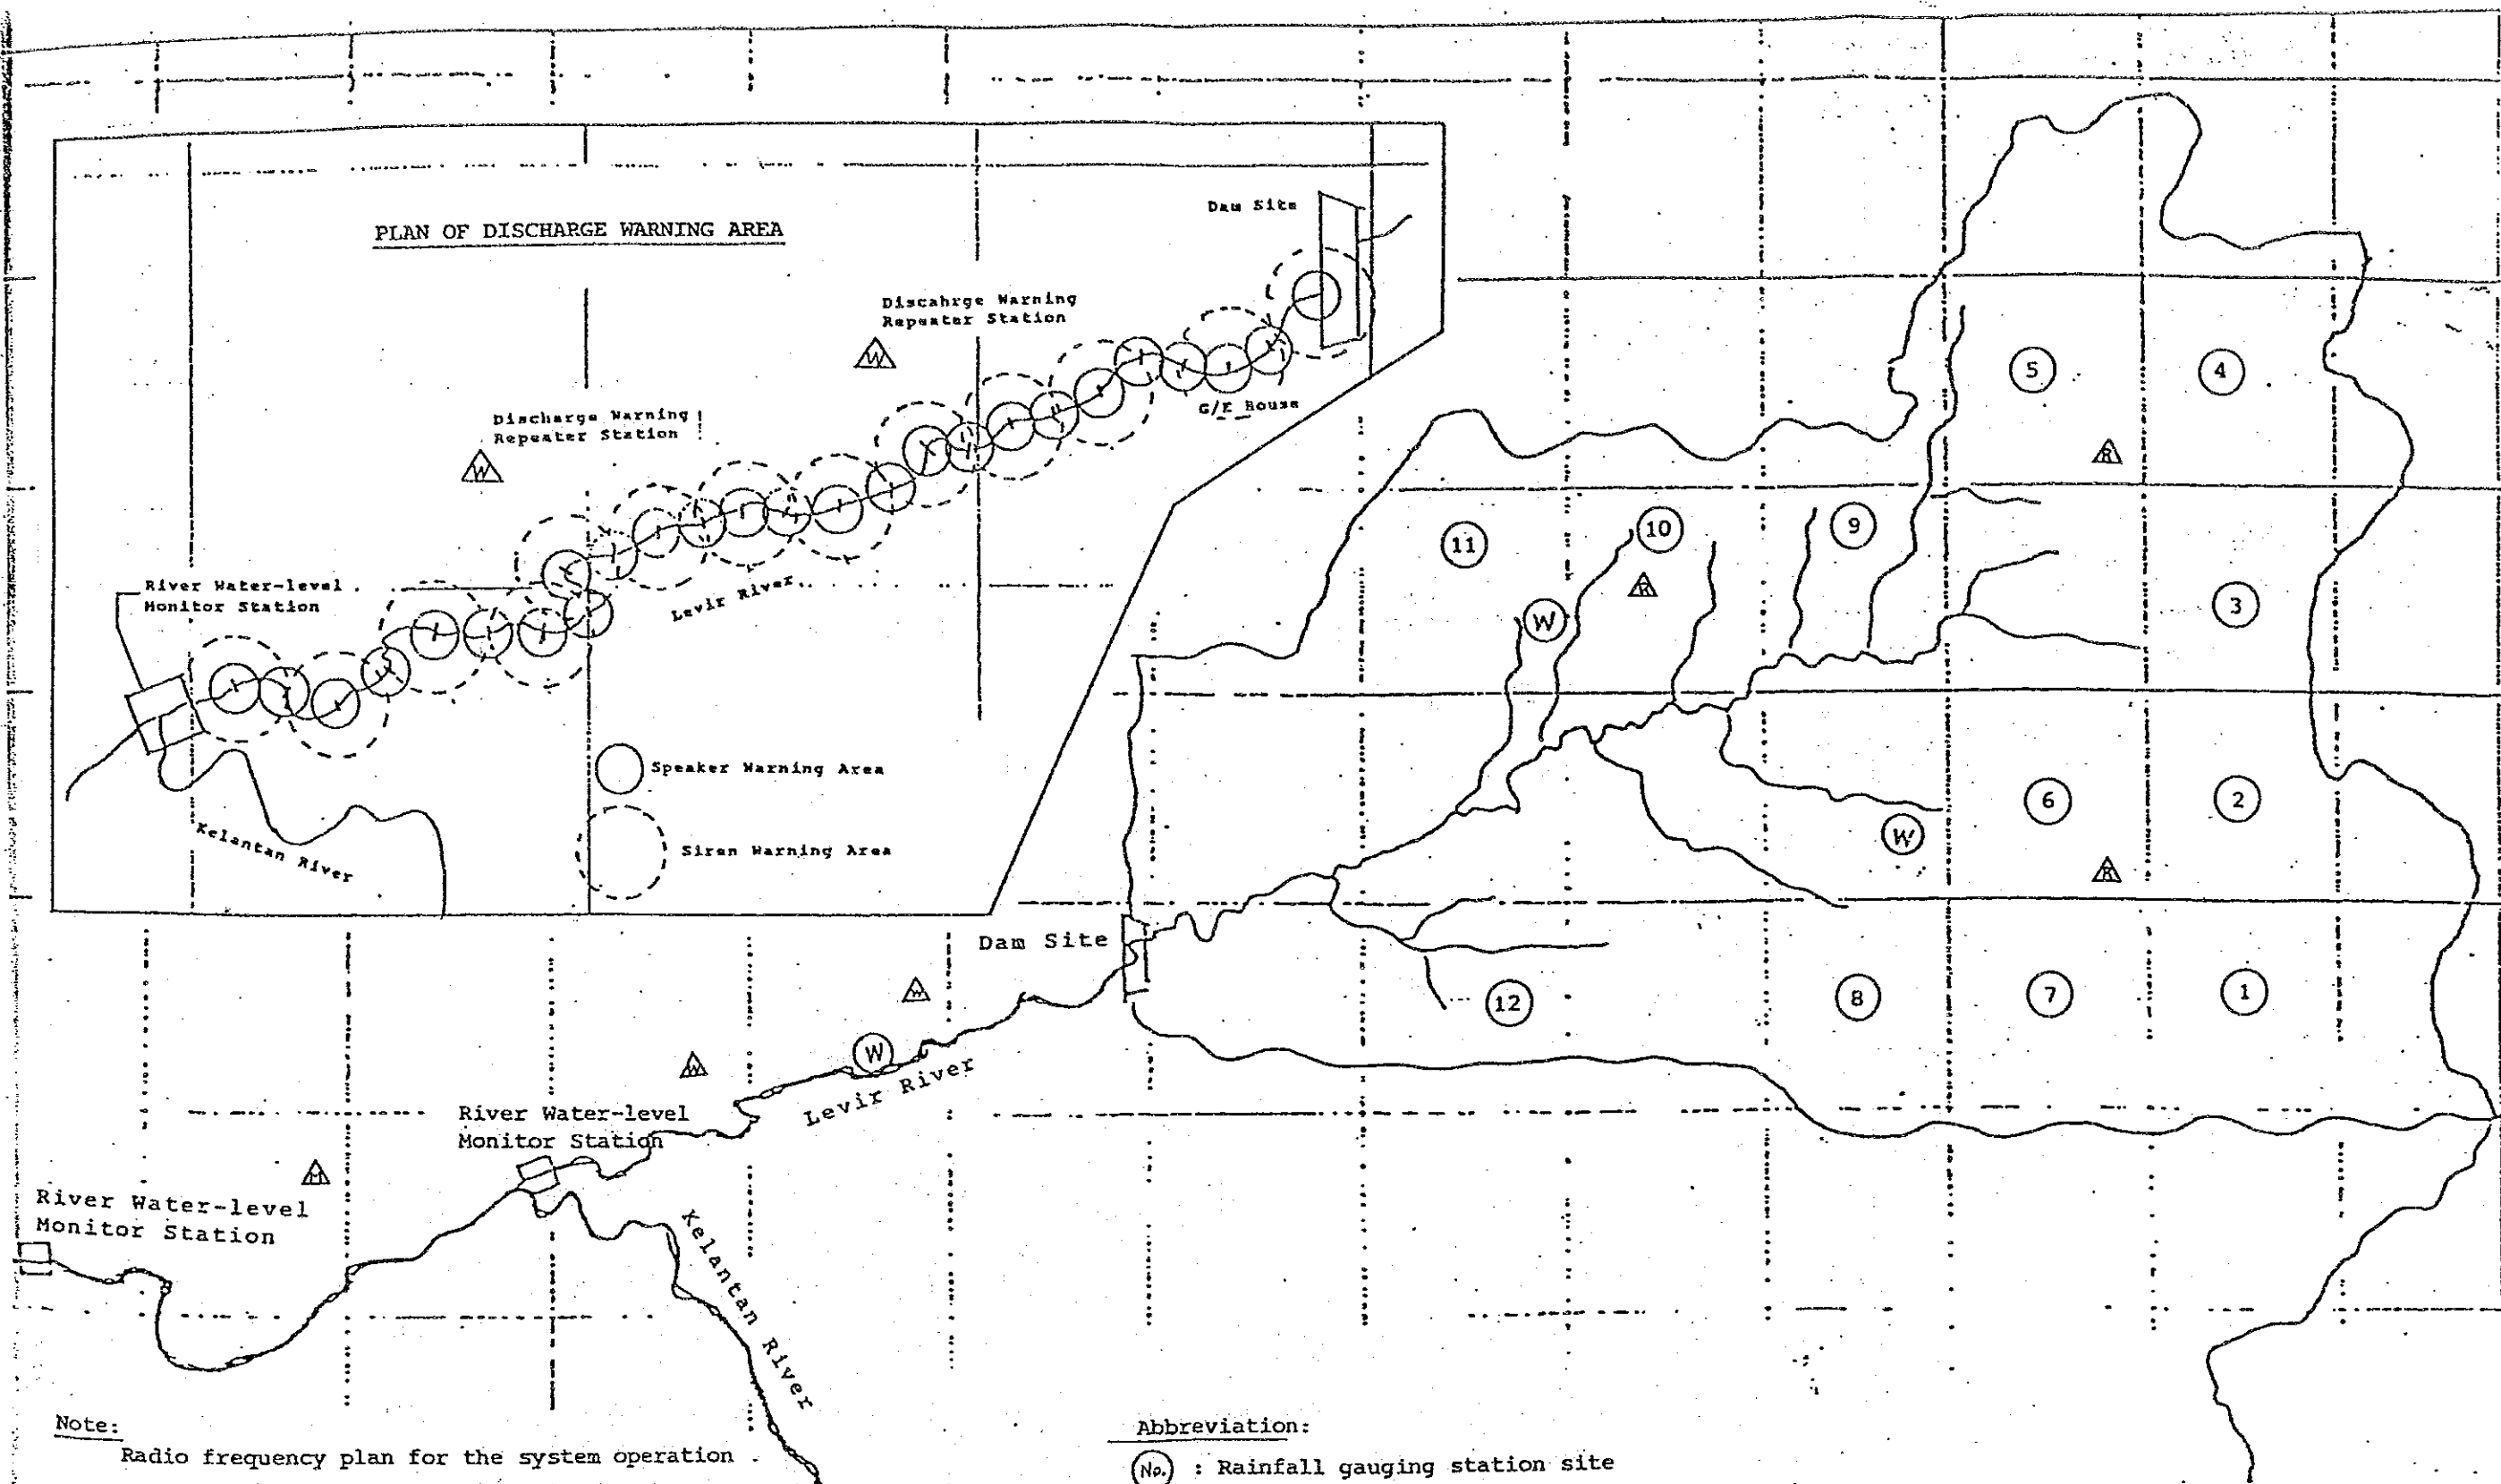 PLAN OF DISCHARGE WARNING AREA
Dam Site
Discahrge Warning
Repeater Station
W
Discharge Warning
Repeater Station
W
G/E House
River Water-level
Monitor Station
Levir River
Kelantan River
Speaker Warning Area
Siren Warning Area
5
4
R
11
10
9
R
W
3
6
2
W
R
Dam Site
12
8
7
1
W
W
W
Levir River
River Water-level
Monitor Station
H
River Water-level
Monitor Station
Kelantan River
Note:
Radio frequency plan for the system operation
Abbreviation:
No. : Rainfall gauging station site